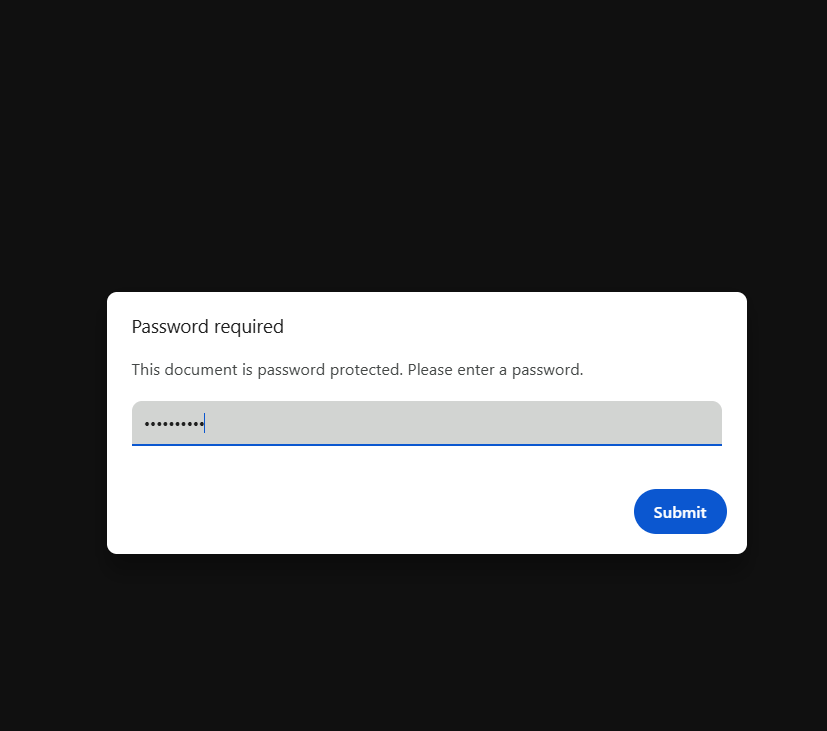 Password required
This document is password protected. Please enter a password.
••••••••••
Submit